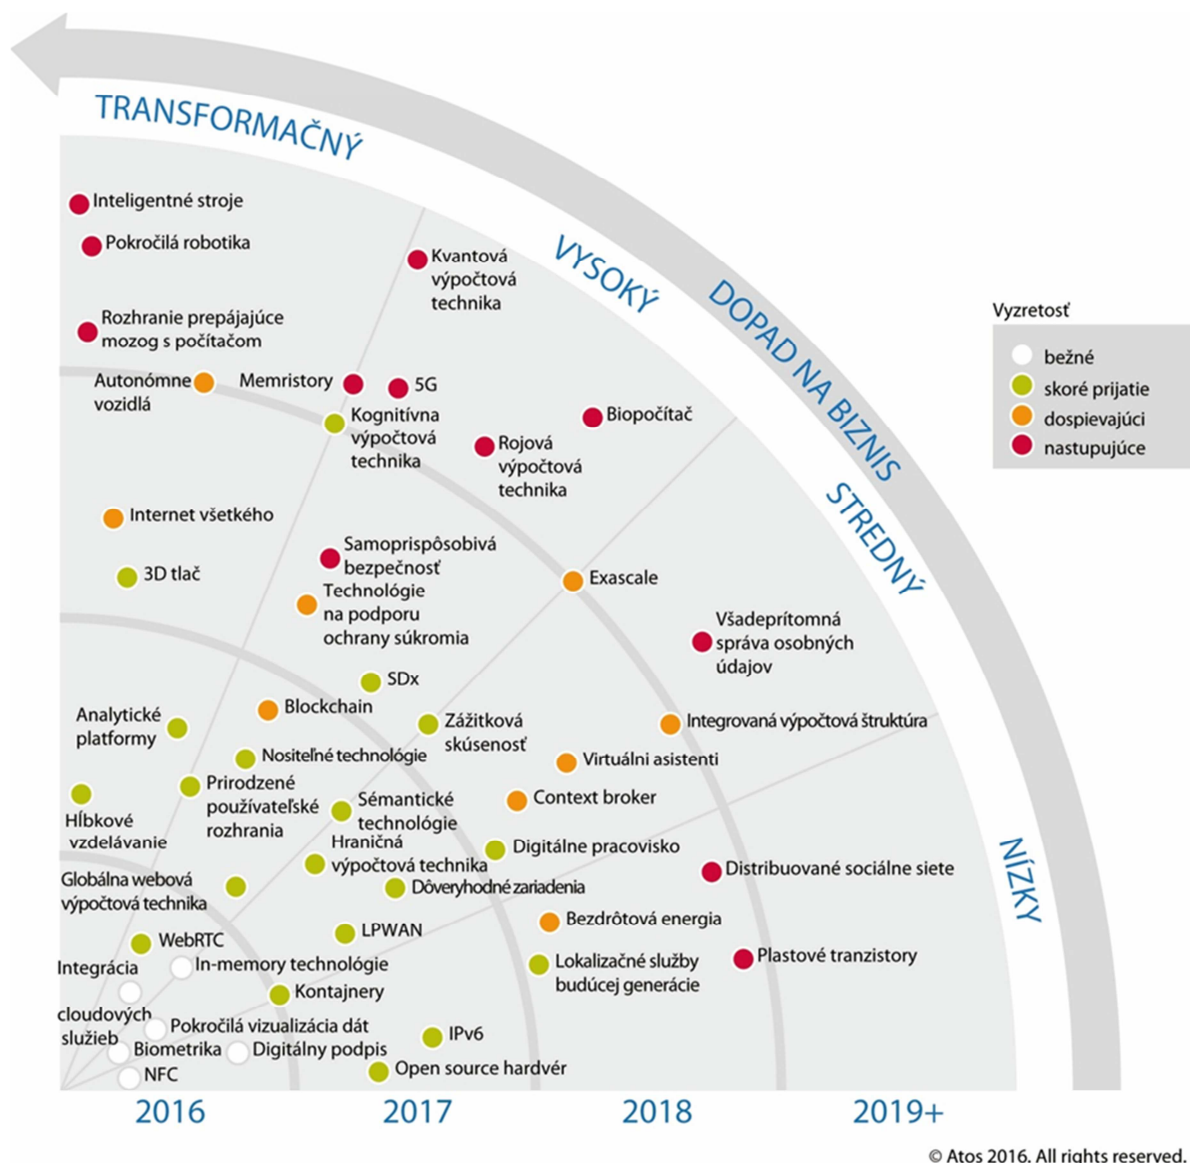 TRANSFORMAČNÝ
VYSOKÝ
DOPAD NA BIZNIS
STREDNÝ
NÍZKY
Inteligentné stroje
Pokročilá robotika
Kvantová
výpočtová
technika
Rozhranie prepájajúce
mozog s počítačom
Autonómne
vozidlá
Memristory
5G
Kognitívna
výpočtová
technika
Biopočítač
Rojová
výpočtová
technika
Internet všetkého
3D tlač
Samoprispôsobivá
bezpečnosť
Technológie
na podporu
ochrany súkromia
Exascale
Všadeprítomná
správa osobných
údajov
SDx
Blockchain
Analytické
platformy
Zážitková
skúsenosť
Integrovaná výpočtová štruktúra
Nositeľné technológie
Virtuálni asistenti
Prirodzené
používateľské
rozhrania
Sémantické
technológie
Context broker
Hĺbkové
vzdelávanie
Hraničná
výpočtová technika
Digitálne pracovisko
Globálna webová
výpočtová technika
Dôveryhodné zariadenia
Distribuované sociálne siete
Bezdrôtová energia
LPWAN
WebRTC
In-memory technológie
Integrácia
cloudových
služieb
Lokalizačné služby
budúcej generácie
Plastové tranzistory
Kontajnery
Pokročilá vizualizácia dát
IPv6
Biometrika
Digitálny podpis
Open source hardvér
NFC
2016
2017
2018
2019+
Vyzretosť
bežné
skoré prijatie
dospievajúci
nastupujúce
© Atos 2016. All rights reserved.